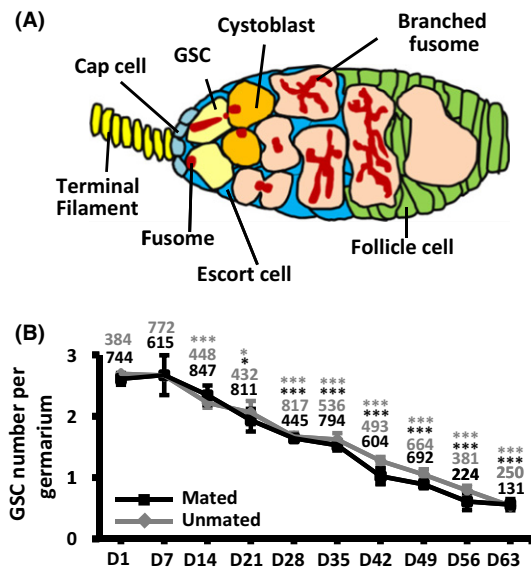 (A)
Cystoblast
Branched
fusome
GSC
Cap cell
Terminal
Filament
Fusome
Escort cell
Follicle cell
(B)
GSC number per
germarium
3
2
1
0
384
744
772
615
***
448
847
*
*
432
811
***
***
817
445
***
***
536
794
***
***
493
604
***
***
664
692
***
***
381
224
***
***
250
131
Mated
Unmated
D1 D7 D14 D21 D28 D35 D42 D49 D56 D63